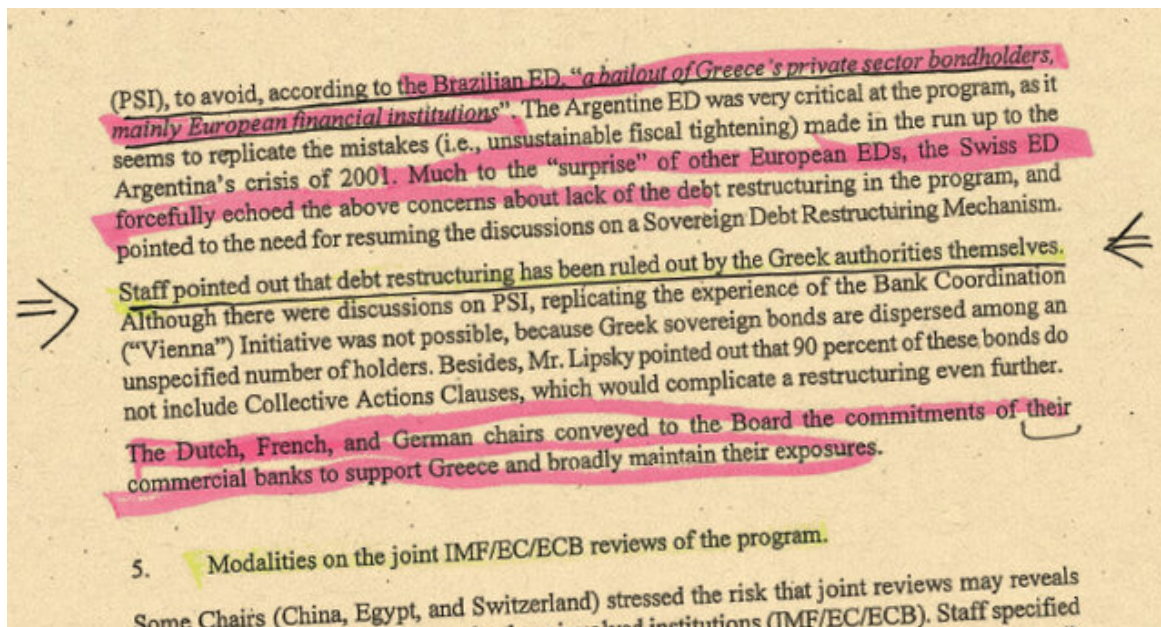 (PSI), to avoid, according to the Brazilian ED, “a bailout of Greece’s private sector bondholders,
mainly European financial institutions”. The Argentine ED was very critical at the program, as it
seems to replicate the mistakes (i.e., unsustainable fiscal tightening) made in the run up to the
Argentina’s crisis of 2001. Much to the “surprise” of other European EDs, the Swiss ED
forcefully echoed the above concerns about lack of the debt restructuring in the program, and
pointed to the need for resuming the discussions on a Sovereign Debt Restructuring Mechanism.
Staff pointed out that debt restructuring has been ruled out by the Greek authorities themselves.
Although there were discussions on PSI, replicating the experience of the Bank Coordination
(“Vienna”) Initiative was not possible, because Greek sovereign bonds are dispersed among an
unspecified number of holders. Besides, Mr. Lipsky pointed out that 90 percent of these bonds do
not include Collective Actions Clauses, which would complicate a restructuring even further.
The Dutch, French, and German chairs conveyed to the Board the commitments of their
commercial banks to support Greece and broadly maintain their exposures.
5. Modalities on the joint IMF/EC/ECB reviews of the program.
Some Chairs (China, Egypt, and Switzerland) stressed the risk that joint reviews may reveals
institutions (IMF/EC/ECB). Staff specified